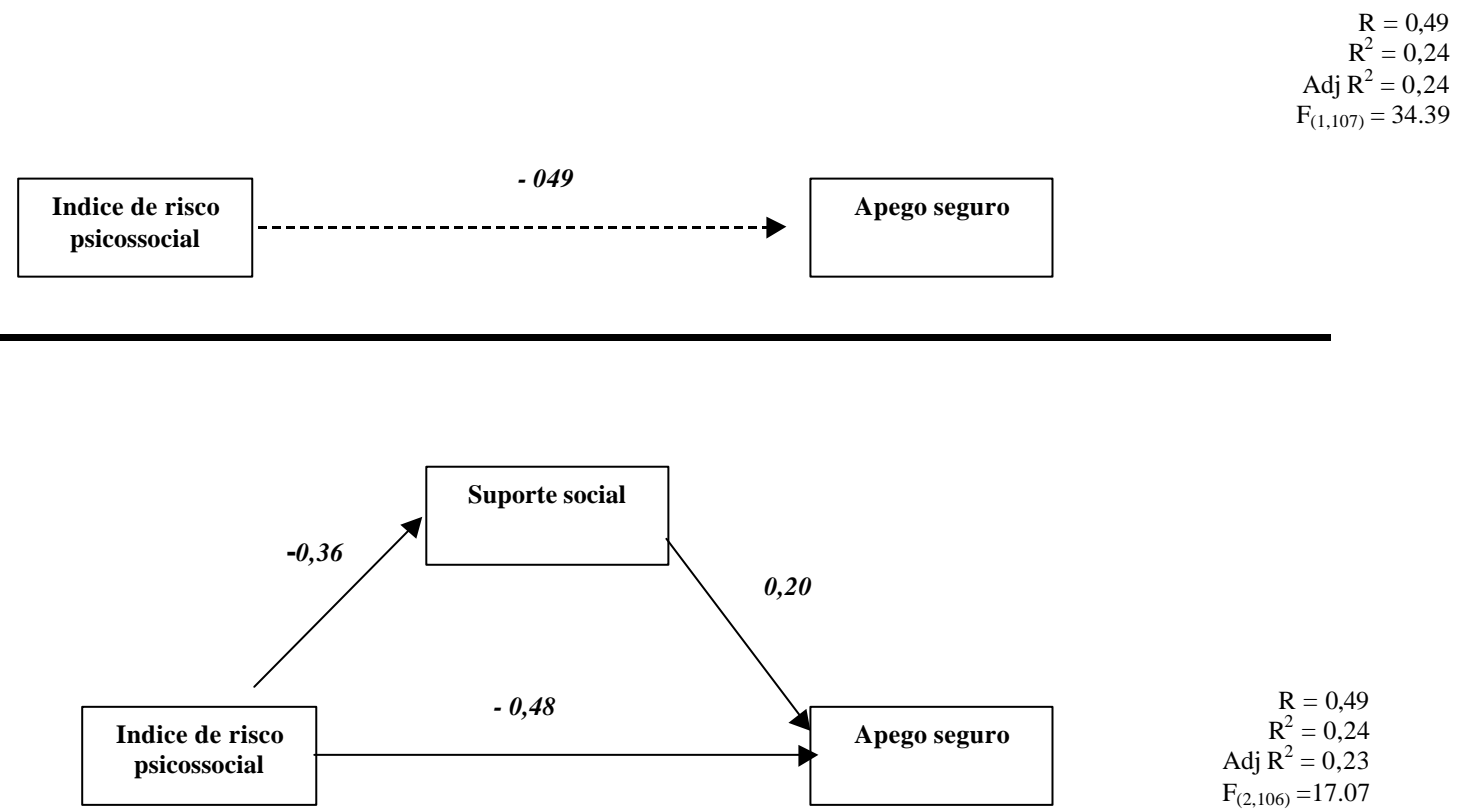 R = 0,49
R² = 0,24
Adj R² = 0,24
F(1,107) = 34.39
- 049
Indice de risco
psicossocial
Apego seguro
Suporte social
-0,36
0,20
- 0,48
Indice de risco
psicossocial
Apego seguro
R = 0,49
R² = 0,24
Adj R² = 0,23
F(2,106) =17.07